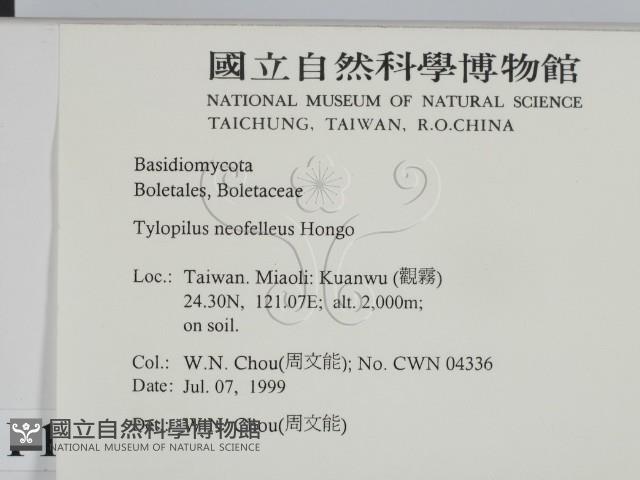 國立自然科學博物館
NATIONAL MUSEUM OF NATURAL SCIENCE
TAICHUNG, TAIWAN, R.O.CHINA
Basidiomycota
Boletales, Boletaceae
Tylopilus neofelleus Hongo
Loc.: Taiwan. Miaoli: Kuanwu (觀霧)
24.30N, 121.07E; alt. 2,000m;
on soil.
Col.: W.N. Chou(周文能); No. CWN 04336
Date: Jul. 07, 1999
Det.: W.N. Chou(周文能)
國立自然科學博物館
NATIONAL MUSEUM OF NATURAL SCIENCE